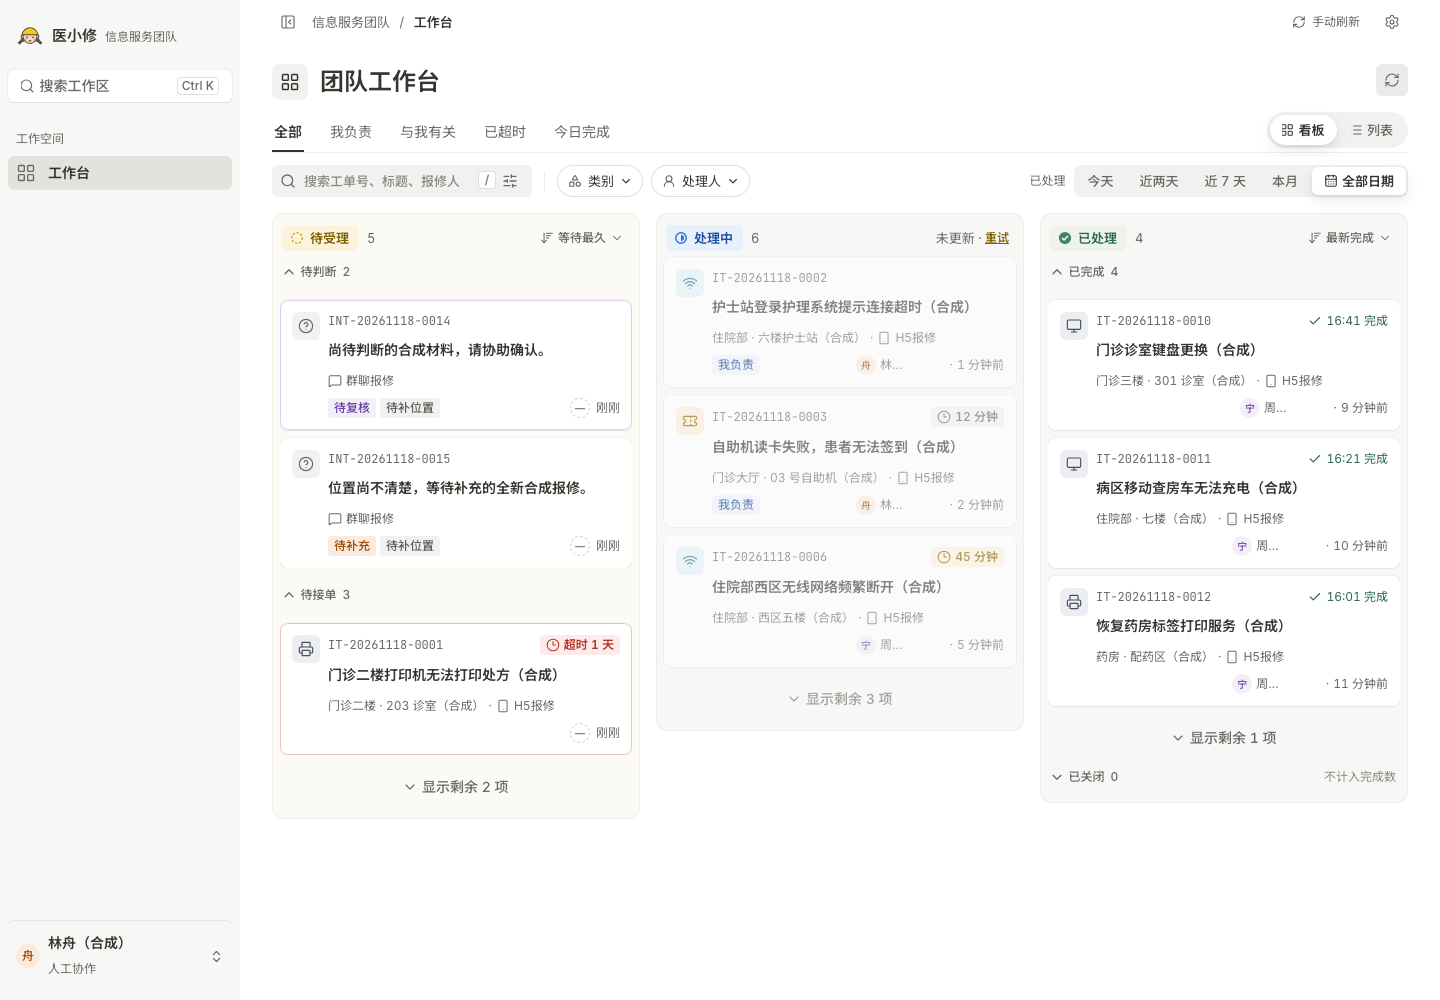 医小修 信息服务团队
搜索工作区 Ctrl K
工作空间
工作台
林舟（合成）
舟
人工协作
信息服务团队 / 工作台
手动刷新
团队工作台
全部 我负责 与我有关 已超时 今日完成
看板 列表
搜索工单号、标题、报修人 /
类别 处理人
已处理 今天 近两天 近 7 天 本月 全部日期
待受理 5 等待最久
待判断 2
INT-20261118-0014
尚待判断的合成材料，请协助确认。
群聊报修
待复核 待补位置 — 刚刚
INT-20261118-0015
位置尚不清楚，等待补充的全新合成报修。
群聊报修
待补充 待补位置 — 刚刚
待接单 3
IT-20261118-0001 超时 1 天
门诊二楼打印机无法打印处方（合成）
门诊二楼 · 203 诊室（合成） · H5报修
— 刚刚
显示剩余 2 项
处理中 6 未更新 · 重试
IT-20261118-0002
护士站登录护理系统提示连接超时（合成）
住院部 · 六楼护士站（合成） · H5报修
我负责 舟 林... · 1 分钟前
IT-20261118-0003 12 分钟
自助机读卡失败，患者无法签到（合成）
门诊大厅 · 03 号自助机（合成） · H5报修
我负责 舟 林... · 2 分钟前
IT-20261118-0006 45 分钟
住院部西区无线网络频繁断开（合成）
住院部 · 西区五楼（合成） · H5报修
宁 周... · 5 分钟前
显示剩余 3 项
已处理 4 最新完成
已完成 4
IT-20261118-0010 16:41 完成
门诊诊室键盘更换（合成）
门诊三楼 · 301 诊室（合成） · H5报修
宁 周... · 9 分钟前
IT-20261118-0011 16:21 完成
病区移动查房车无法充电（合成）
住院部 · 七楼（合成） · H5报修
宁 周... · 10 分钟前
IT-20261118-0012 16:01 完成
恢复药房标签打印服务（合成）
药房 · 配药区（合成） · H5报修
宁 周... · 11 分钟前
显示剩余 1 项
已关闭 0 不计入完成数